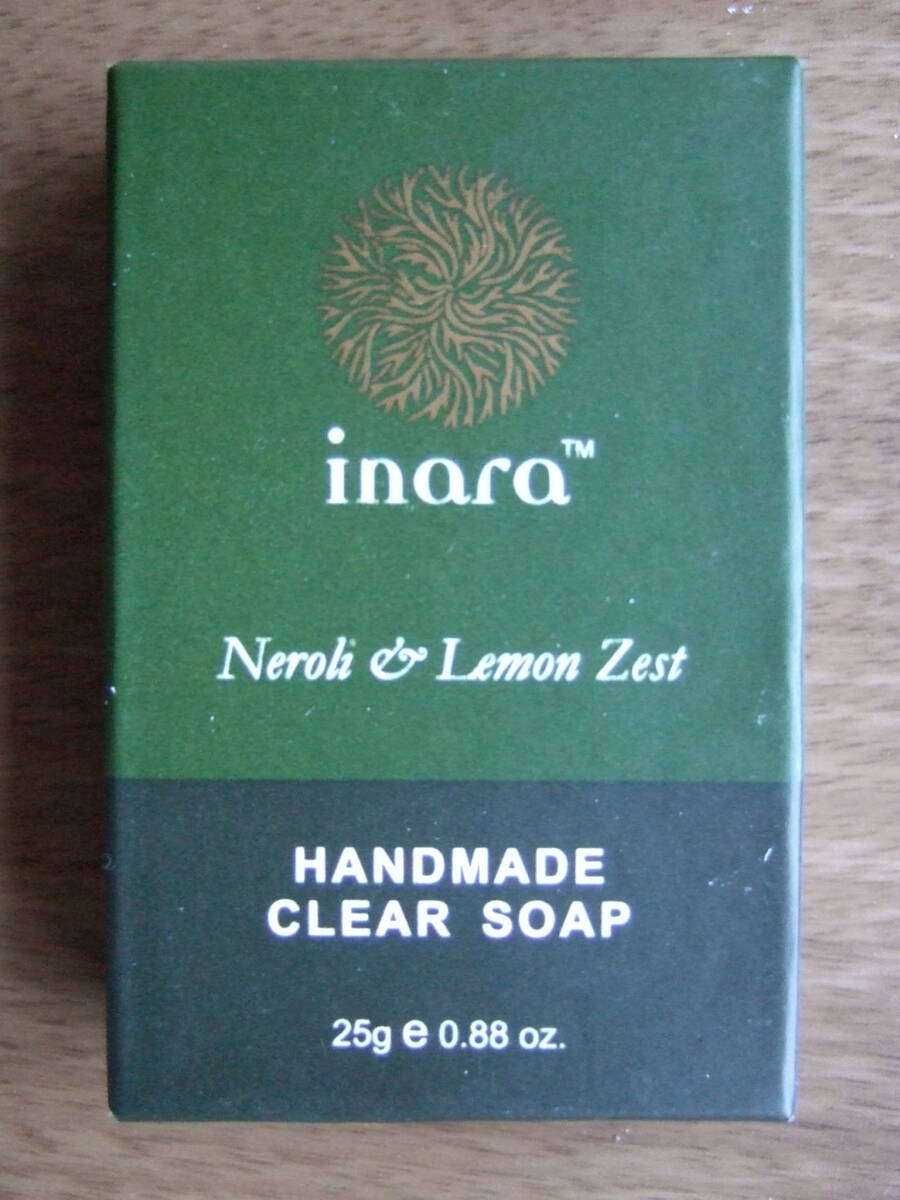 inara™
Neroli & Lemon Zest
HANDMADE
CLEAR SOAP
25g e 0.88 oz.